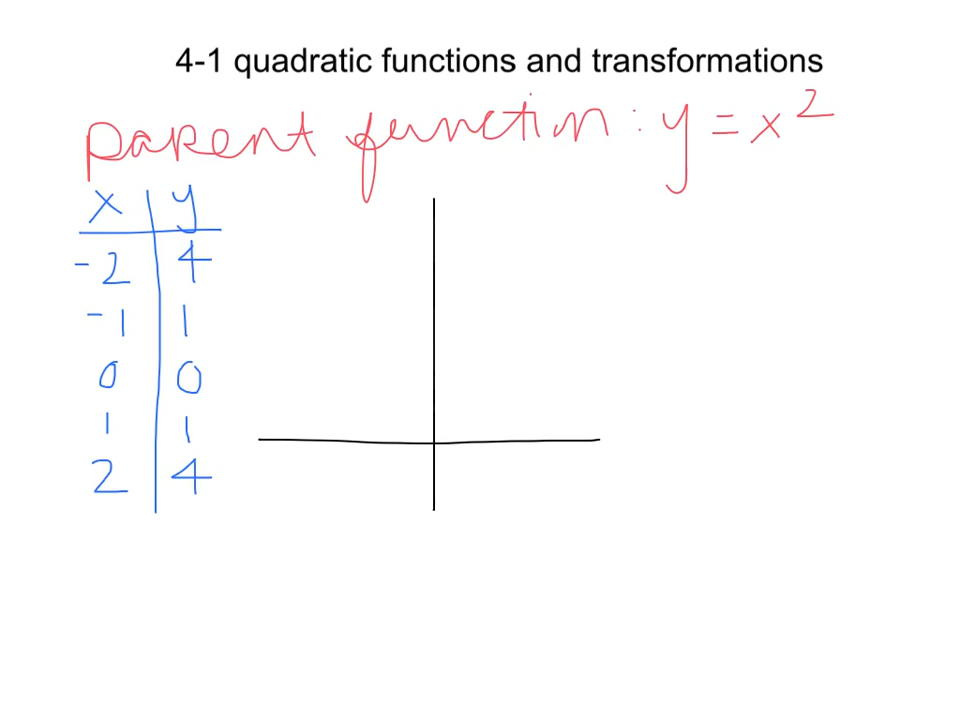 4-1 quadratic functions and transformations
parent function: y = x²
x y
-2 4
-1 1
0 0
1 1
2 4